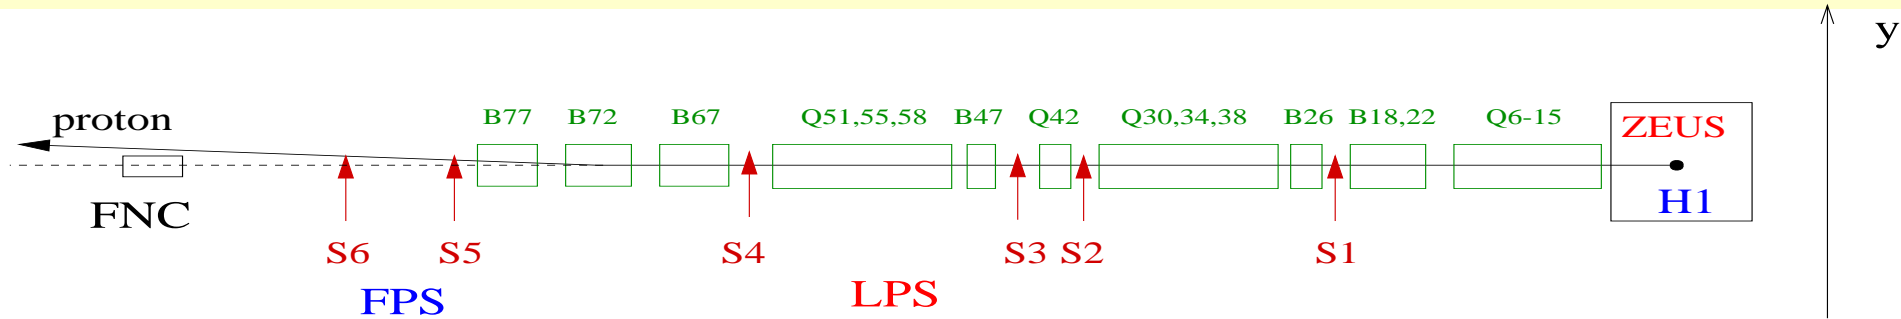 y
proton
B77 B72 B67 Q51,55,58 B47 Q42 Q30,34,38 B26 B18,22 Q6-15
ZEUS
H1
FNC
S6 S5 S4 S3 S2 S1
FPS LPS